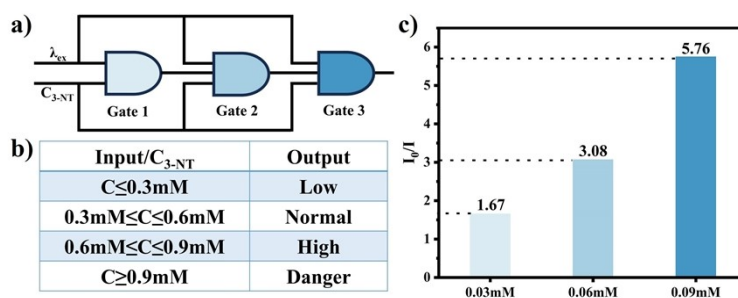 a)
λex
C3-NT
Gate 1
Gate 2
Gate 3
b)
Input/C3-NT Output
C≤0.3mM Low
0.3mM≤C≤0.6mM Normal
0.6mM≤C≤0.9mM High
C≥0.9mM Danger
c)
I0/I
6
5
4
3
2
1
0
1.67
3.08
5.76
0.03mM 0.06mM 0.09mM